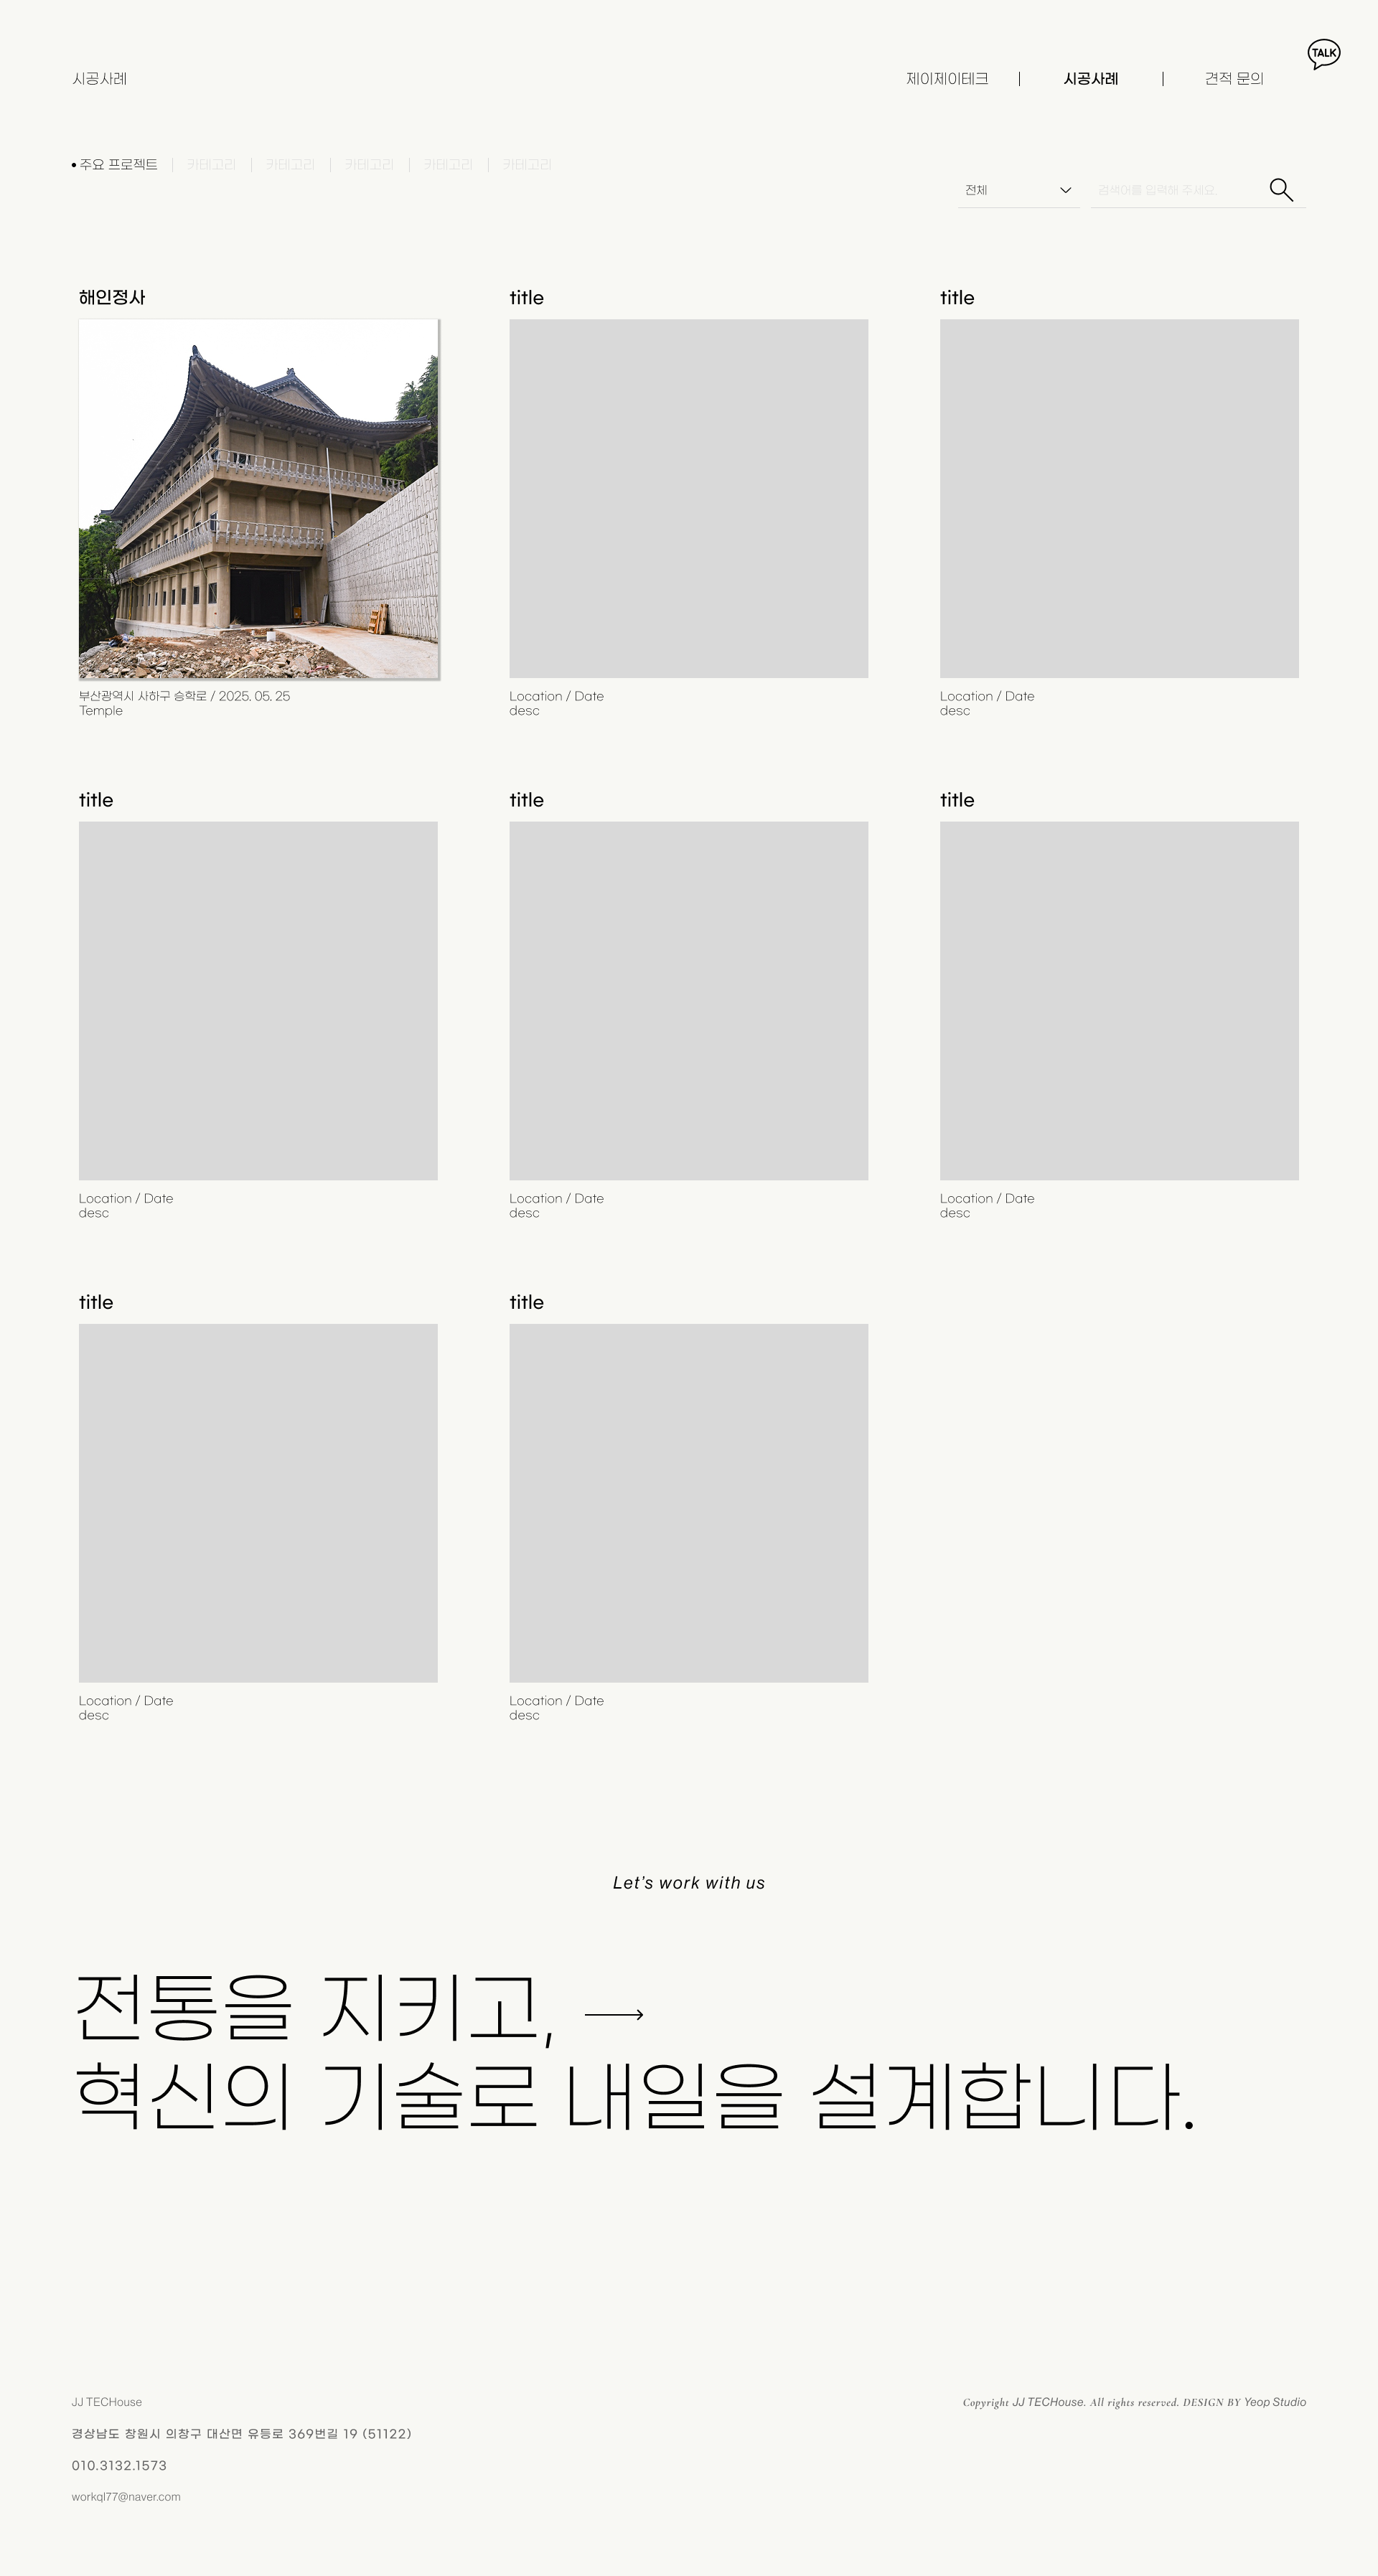 TALK
시공사례
제이제이테크
시공사례
견적 문의
주요 프로젝트
카테고리
카테고리
카테고리
카테고리
카테고리
전체
검색어를 입력해 주세요.
해인정사
title
title
부산광역시 사하구 승학로 / 2025. 05. 25
Temple
Location / Date
desc
Location / Date
desc
title
title
title
Location / Date
desc
Location / Date
desc
Location / Date
desc
title
title
Location / Date
desc
Location / Date
desc
Let's work with us
전통을 지키고,
혁신의 기술로 내일을 설계합니다.
JJ TECHouse
Copyright JJ TECHouse. All rights reserved. DESIGN BY Yeop Studio
경상남도 창원시 의창구 대산면 유등로 369번길 19 (51122)
010.3132.1573
workql77@naver.com